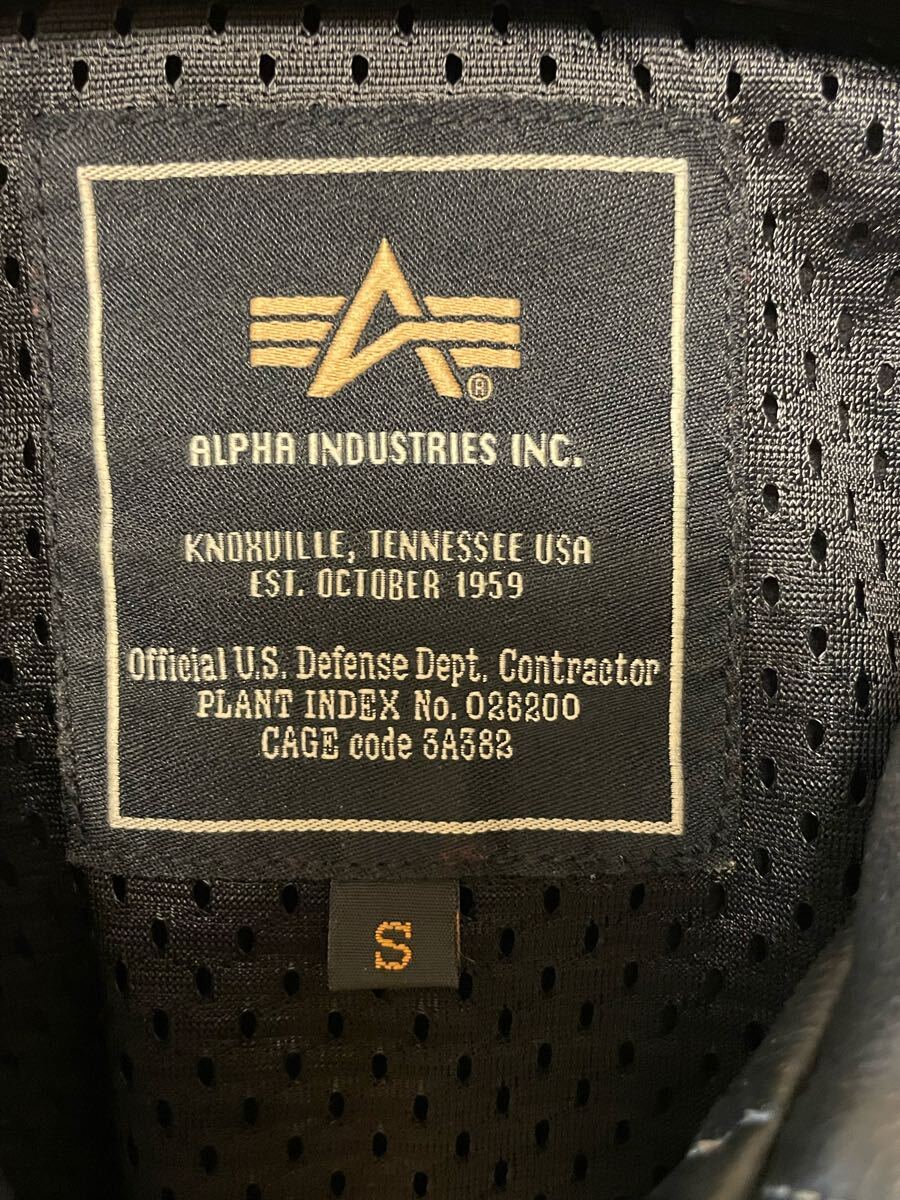 ®
ALPHA INDUSTRIES INC.
KNOXVILLE, TENNESSEE USA
EST. OCTOBER 1959
Official U.S. Defense Dept. Contractor
PLANT INDEX No. 026200
CAGE code 3A382
S